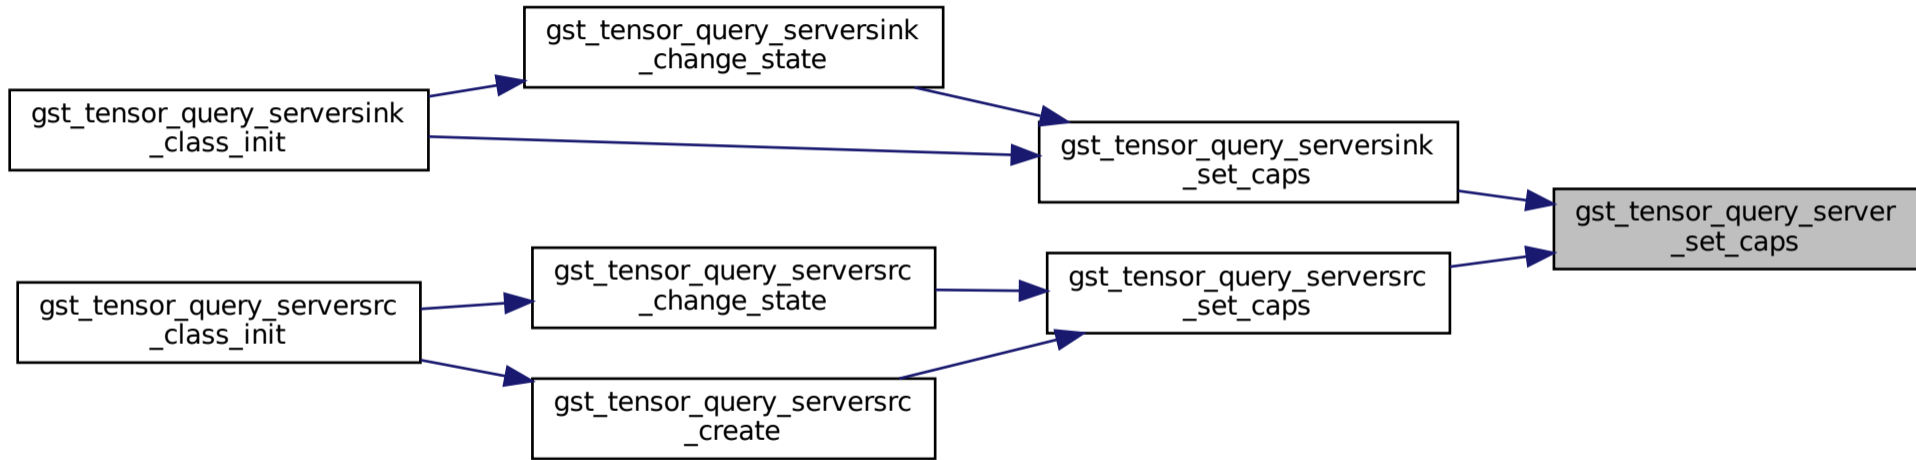 gst_tensor_query_serversink
_change_state
gst_tensor_query_serversink
_class_init
gst_tensor_query_serversink
_set_caps
gst_tensor_query_server
_set_caps
gst_tensor_query_serversrc
_change_state
gst_tensor_query_serversrc
_set_caps
gst_tensor_query_serversrc
_class_init
gst_tensor_query_serversrc
_create